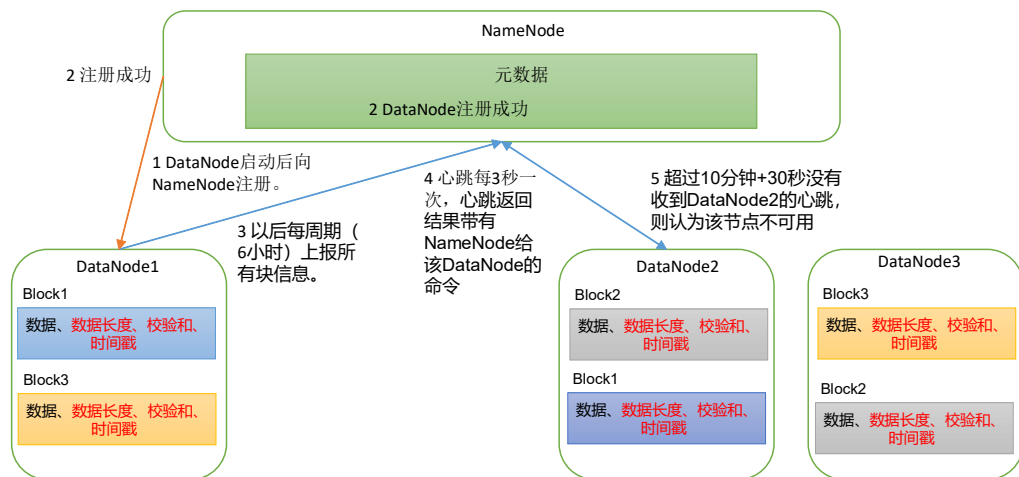 NameNode
元数据
2 DataNode注册成功
2 注册成功
1 DataNode启动后向
NameNode注册。
3 以后每周期（
6小时）上报所
有块信息。
4 心跳每3秒一
次，心跳返回
结果带有
NameNode给
该DataNode的
命令
5 超过10分钟+30秒没有
收到DataNode2的心跳，
则认为该节点不可用
DataNode1
Block1
数据、数据长度、校验和、
时间戳
Block3
数据、数据长度、校验和、
时间戳
DataNode2
Block2
数据、数据长度、校验和、
时间戳
Block1
数据、数据长度、校验和、
时间戳
DataNode3
Block3
数据、数据长度、校验和、
时间戳
Block2
数据、数据长度、校验和、
时间戳